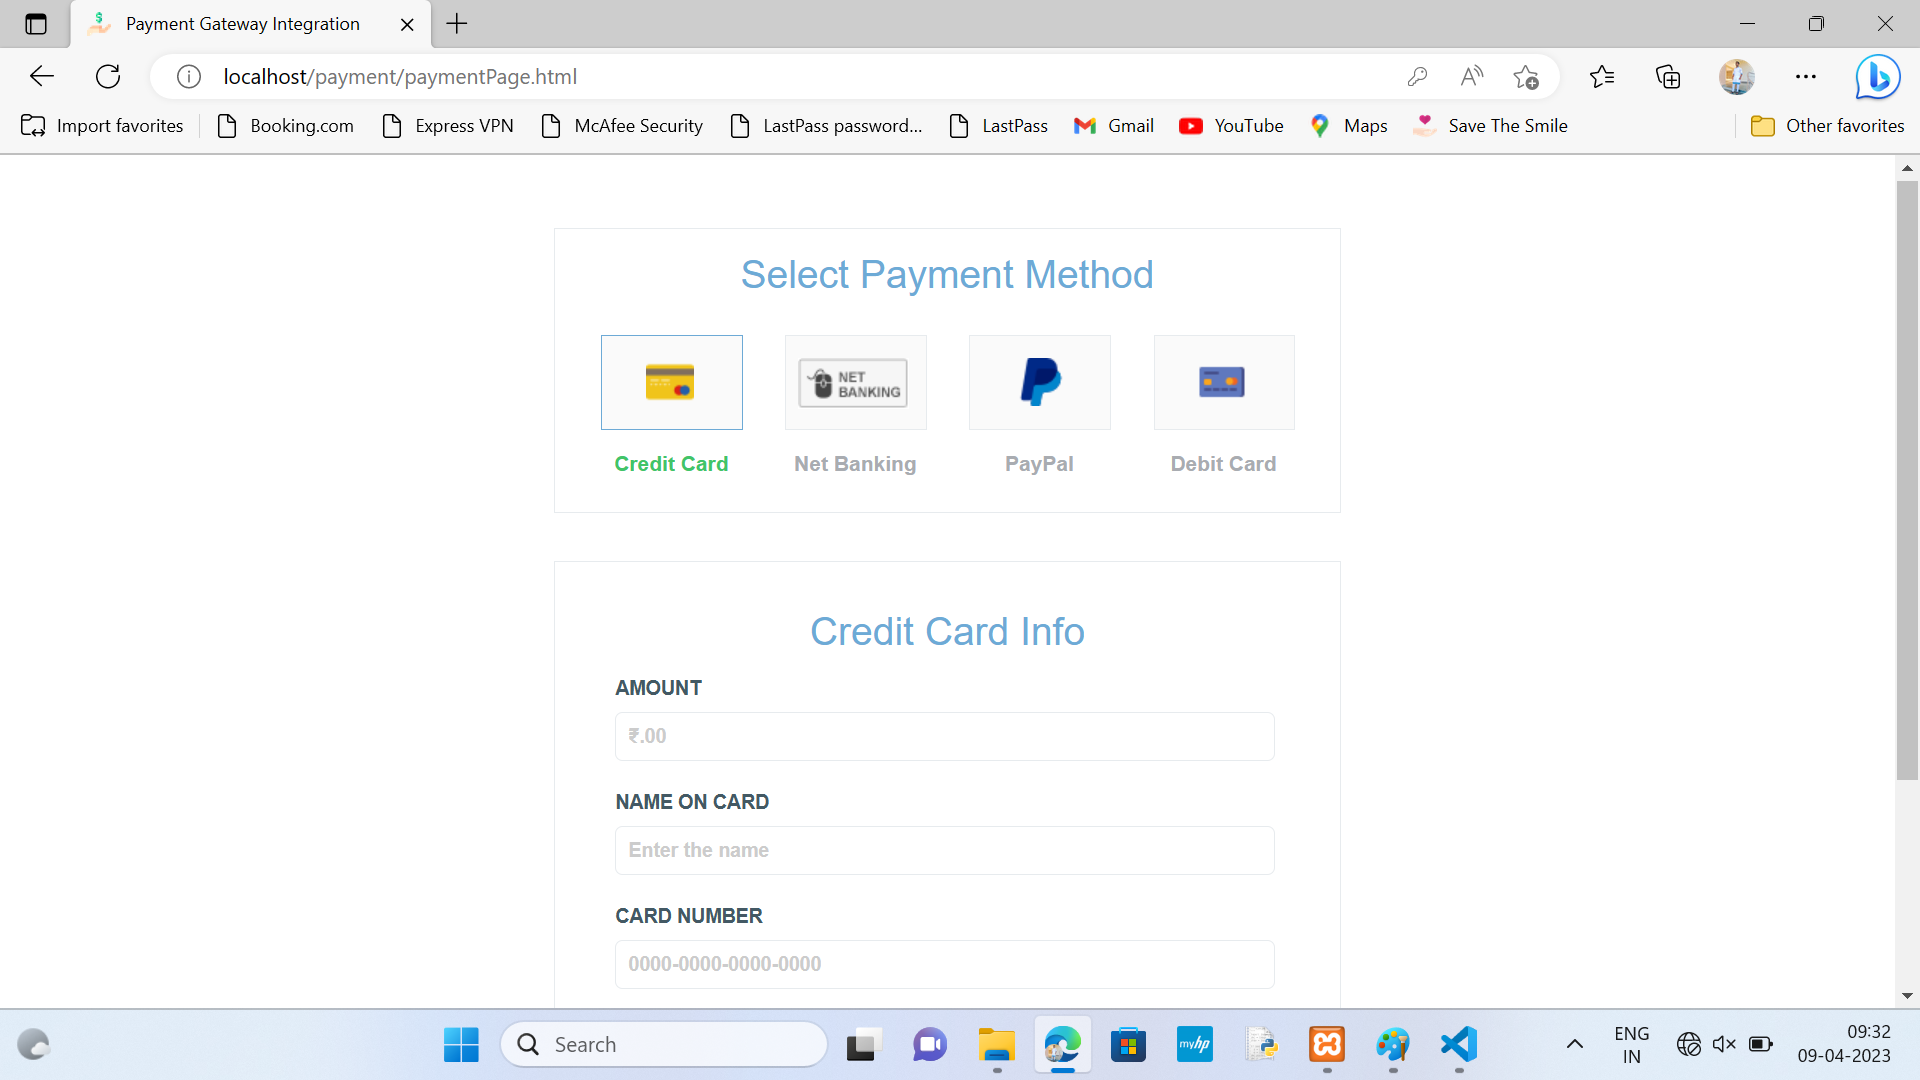 Payment Gateway Integration
localhost/payment/paymentPage.html
Import favorites
Booking.com
Express VPN
McAfee Security
LastPass password...
LastPass
Gmail
YouTube
Maps
Save The Smile
Other favorites
Select Payment Method
NET
BANKING
Credit Card
Net Banking
PayPal
Debit Card
Credit Card Info
AMOUNT
₹.00
NAME ON CARD
Enter the name
CARD NUMBER
0000-0000-0000-0000
Search
myhp
ENG
IN
09:32
09-04-2023